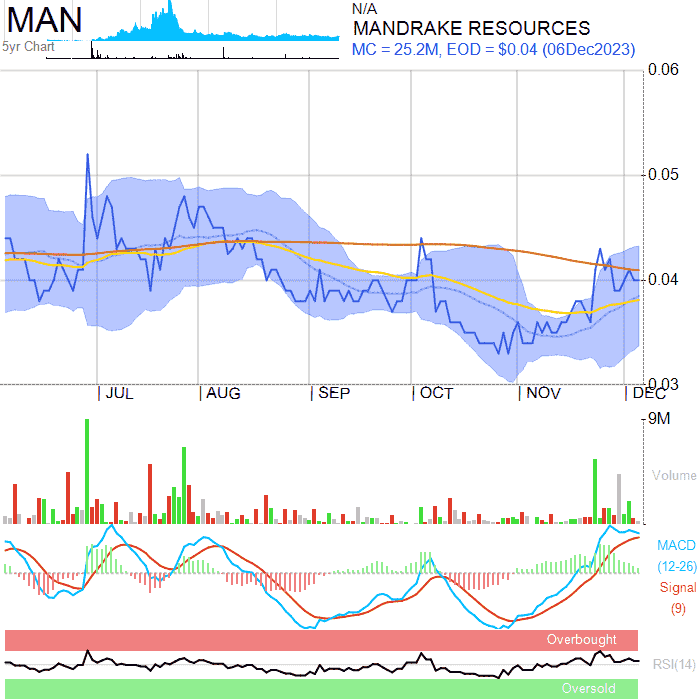 MAN
5yr Chart
N/A
MANDRAKE RESOURCES
MC = 25.2M, EOD = $0.04 (06Dec2023)
0.06
0.05
0.04
0.03
JUL
AUG
SEP
OCT
NOV
DEC
9M
Volume
MACD
(12-26)
Signal
(9)
Overbought
RSI(14)
Oversold